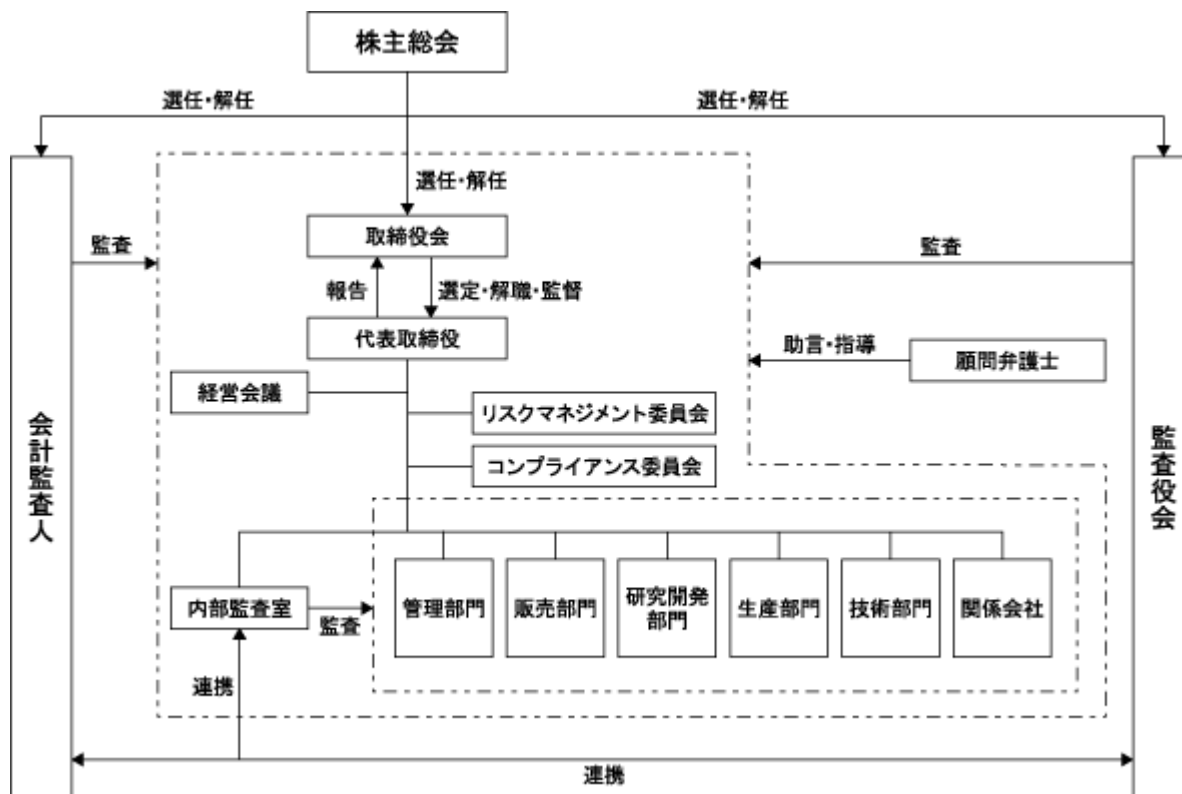 株主総会
選任・解任
選任・解任
選任・解任
取締役会
監査
監査
報告
選定・解職・監督
代表取締役
助言・指導
顧問弁護士
経営会議
リスクマネジメント委員会
コンプライアンス委員会
会計監査人
監査役会
内部監査室
監査
管理部門
販売部門
研究開発
部門
生産部門
技術部門
関係会社
連携
連携